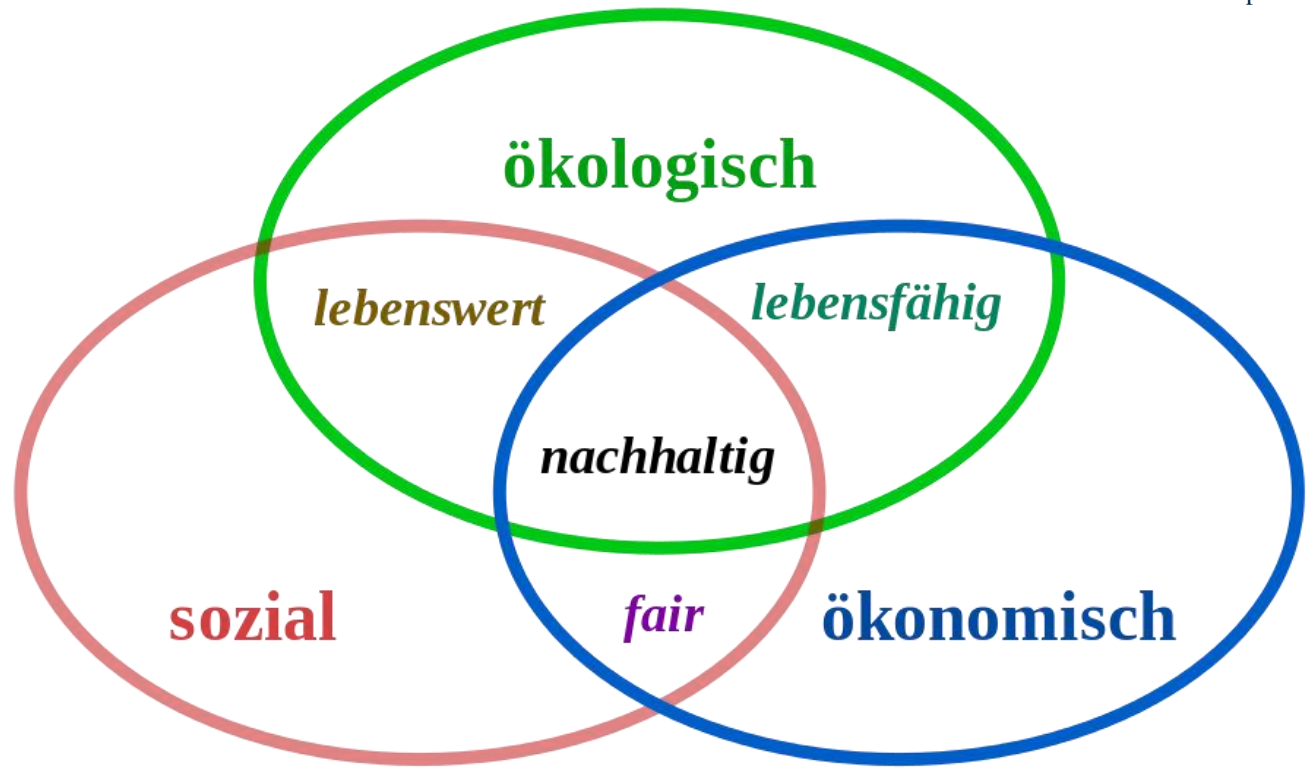 ökologisch
lebenswert
lebensfähig
nachhaltig
sozial
fair
ökonomisch